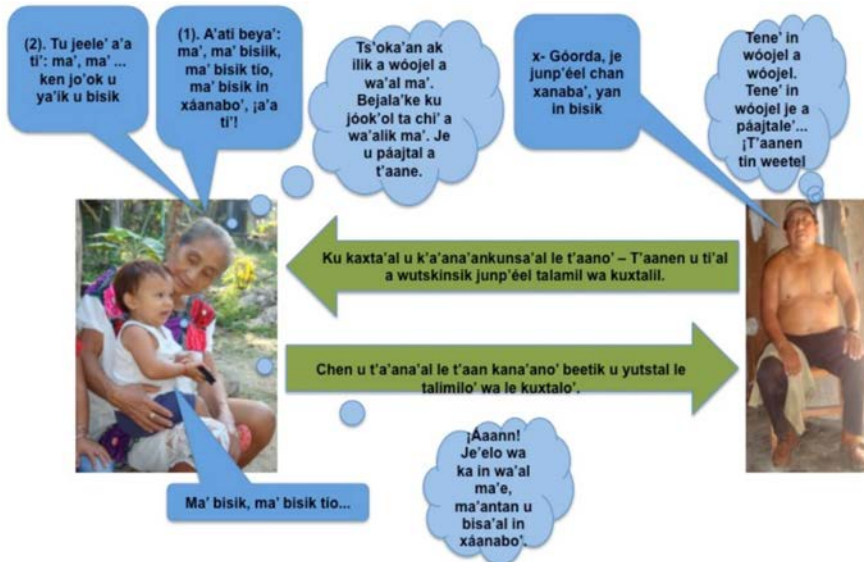 (2). Tu jeele' a'a
ti': ma', ma' ...
ken jo'ok u
ya'ik u bisik
(1). A'ati beya':
ma', ma' bisiik,
ma' bisik tío,
ma' bisik in
xáanabo', ¡a'a
ti'!
Ts'oka'an ak
ilik a wóojel a
wa'al ma'.
Bejala'ke ku
jóok'ol ta chi' a
wa'alik ma'. Je
u páajtal a
t'aane.
x- Góorda, je
junp'éel chan
xanaba', yan
in bisik
Tene' in
wóojel a
wóojel.
Tene' in
wóojel je a
páajtale'...
¡T'aanen
tin weetel
Ku kaxta'al u k'a'ana'ankunsa'al le t'aano' – T'aanen u ti'al
a wutskinsik junp'éel talamil wa kuxtalil.
Chen u t'a'ana'al le t'aan kana'ano' beetik u yutstal le
talimilo' wa le kuxtalo'.
Ma' bisik, ma' bisik tío...
¡Áaann!
Je'elo wa
ka in wa'al
ma'e,
ma'antan u
bisa'al in
xáanabo'.